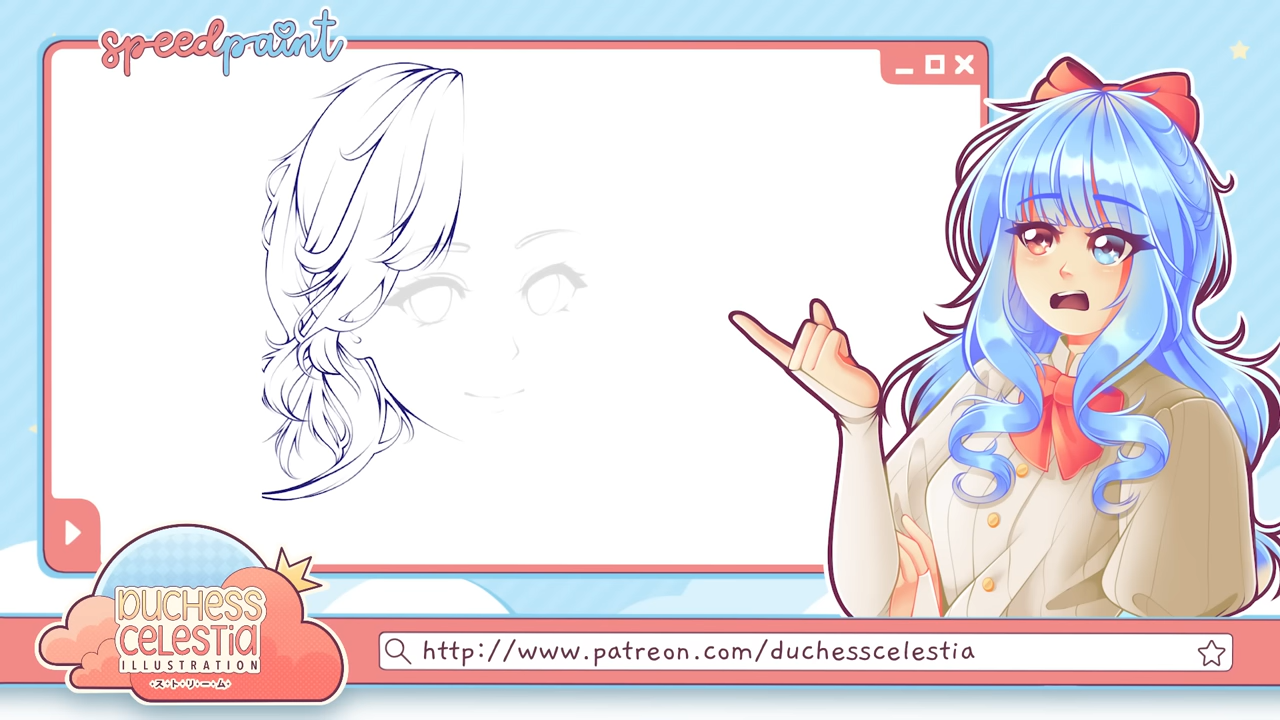 speedpaint
DUCHESS
CELESTIA
ILLUSTRATION
·ス·ト·リ·ー·ム·
http://www.patreon.com/duchesscelestia